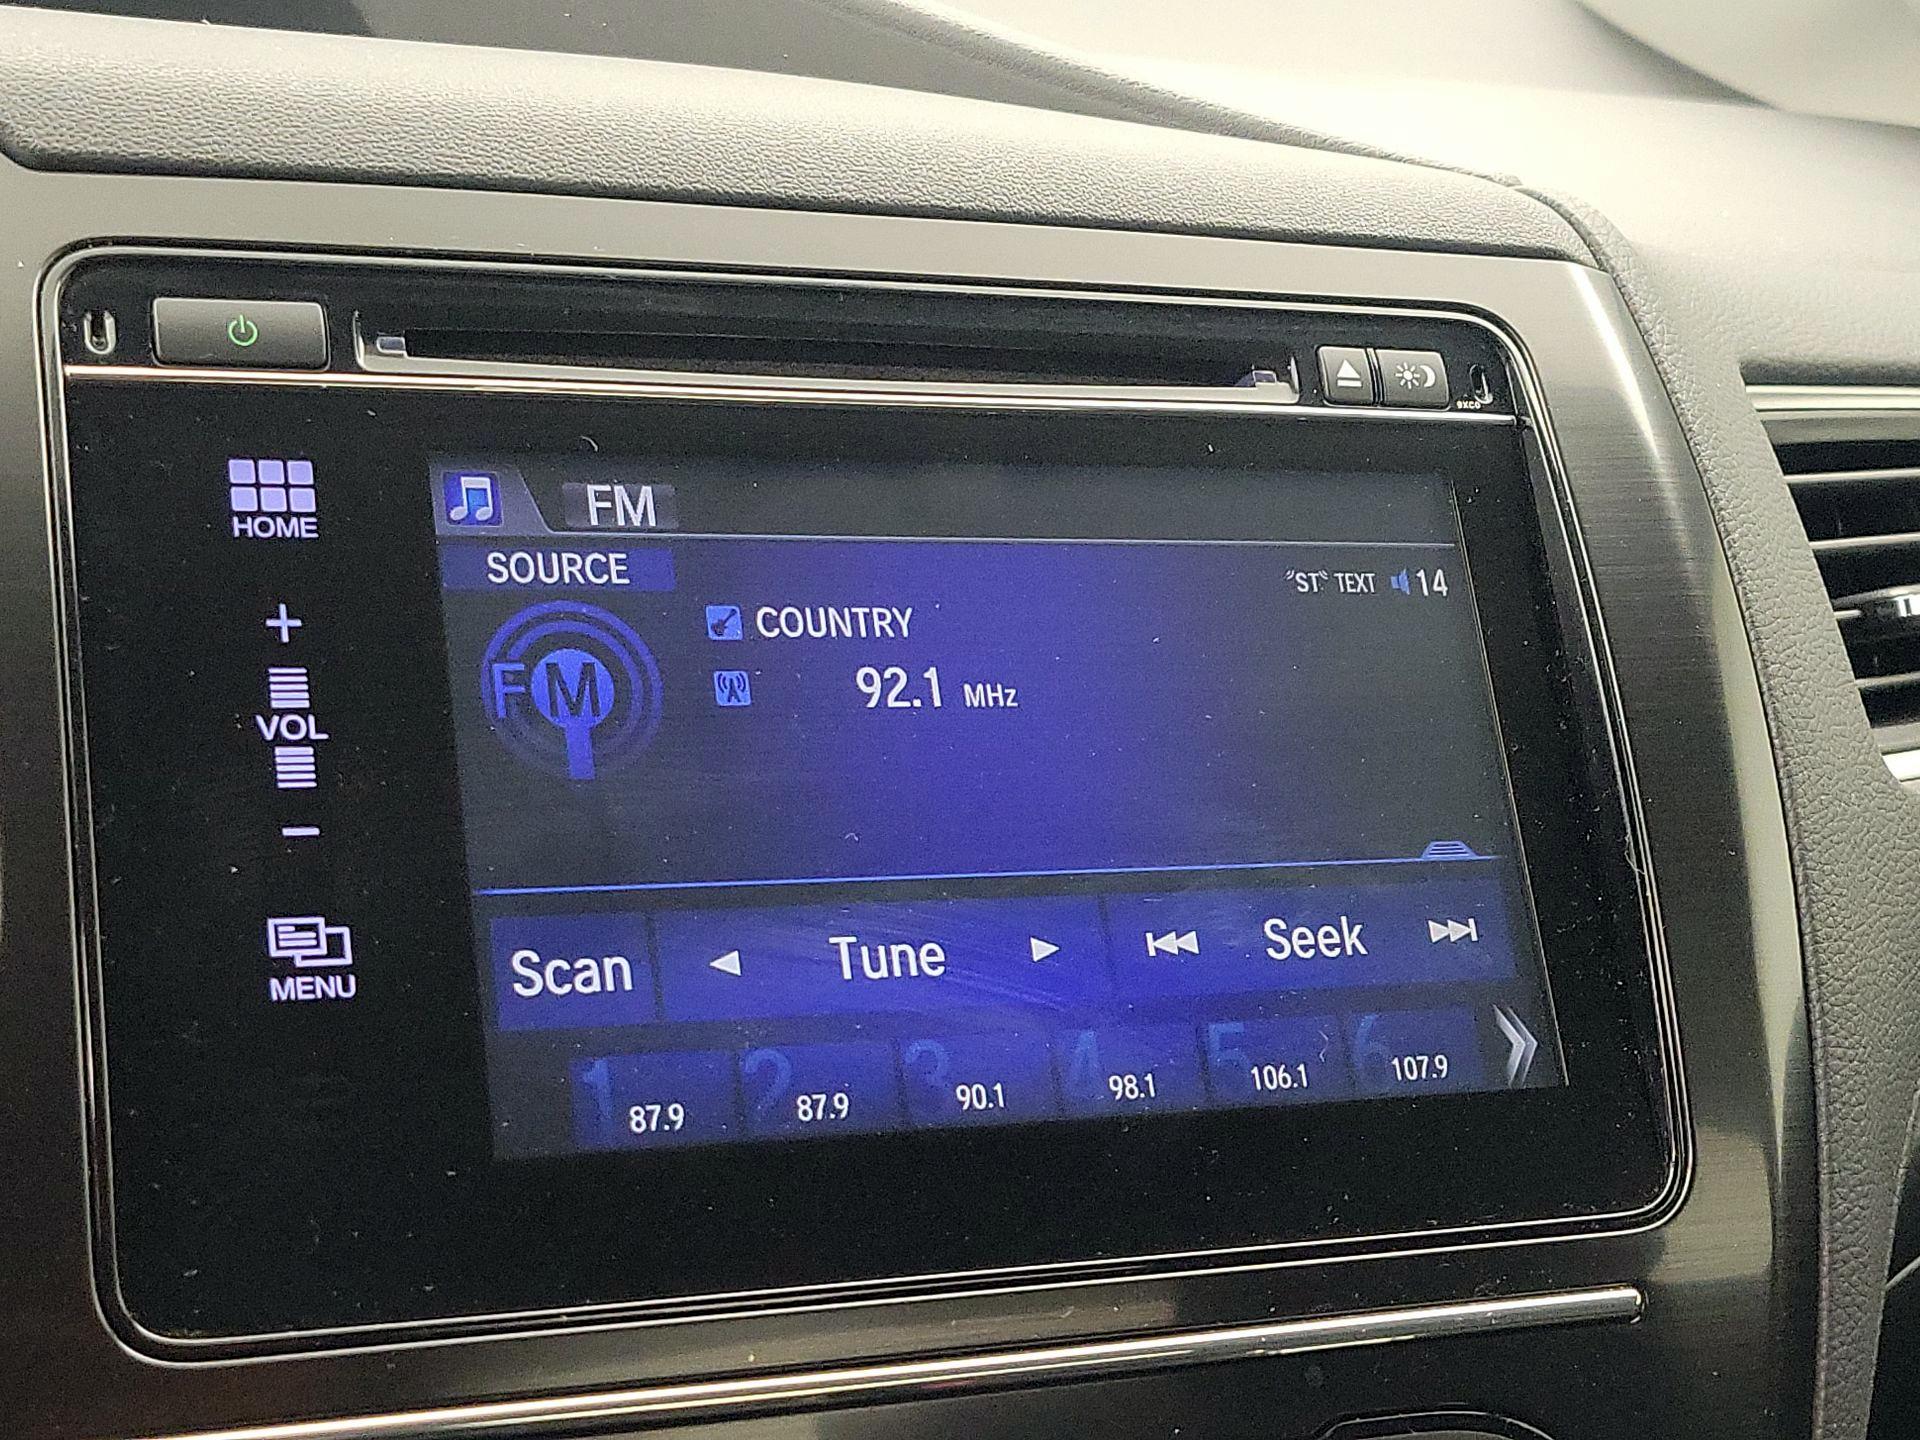 9XC0
HOME
FM
SOURCE
"ST" TEXT 14
COUNTRY
FM
92.1 MHz
+
VOL
-
MENU
Scan Tune Seek
1 87.9
2 87.9
3 90.1
4 98.1
5 106.1
6 107.9